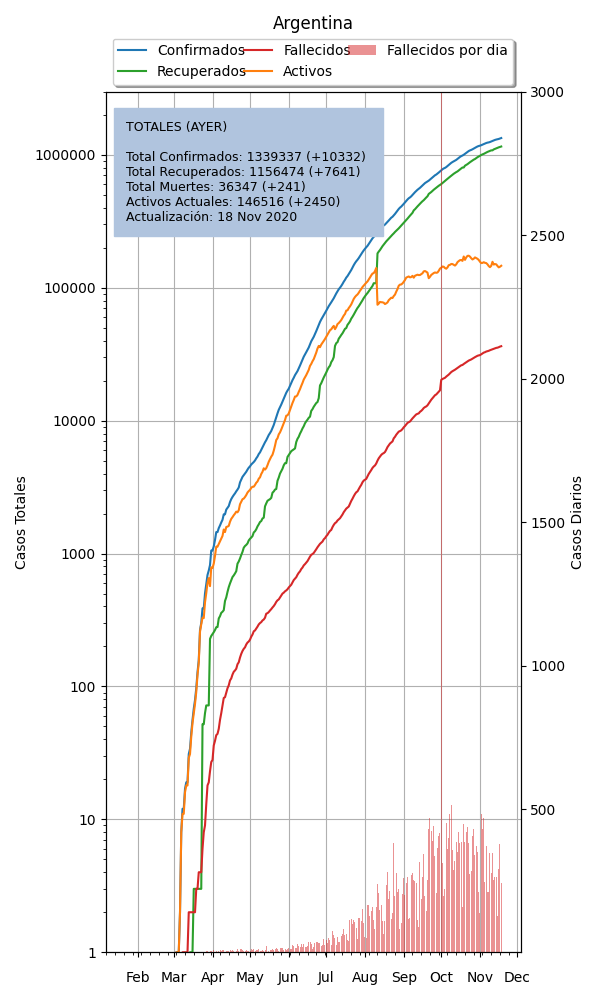 Argentina
Confirmados Fallecidos Fallecidos por dia
Recuperados Activos
TOTALES (AYER)
Total Confirmados: 1339337 (+10332)
Total Recuperados: 1156474 (+7641)
Total Muertes: 36347 (+241)
Activos Actuales: 146516 (+2450)
Actualización: 18 Nov 2020
Casos Totales
1000000
100000
10000
1000
100
10
1
3000
2500
2000
1500
1000
500
Casos Diarios
Feb Mar Apr May Jun Jul Aug Sep Oct Nov Dec